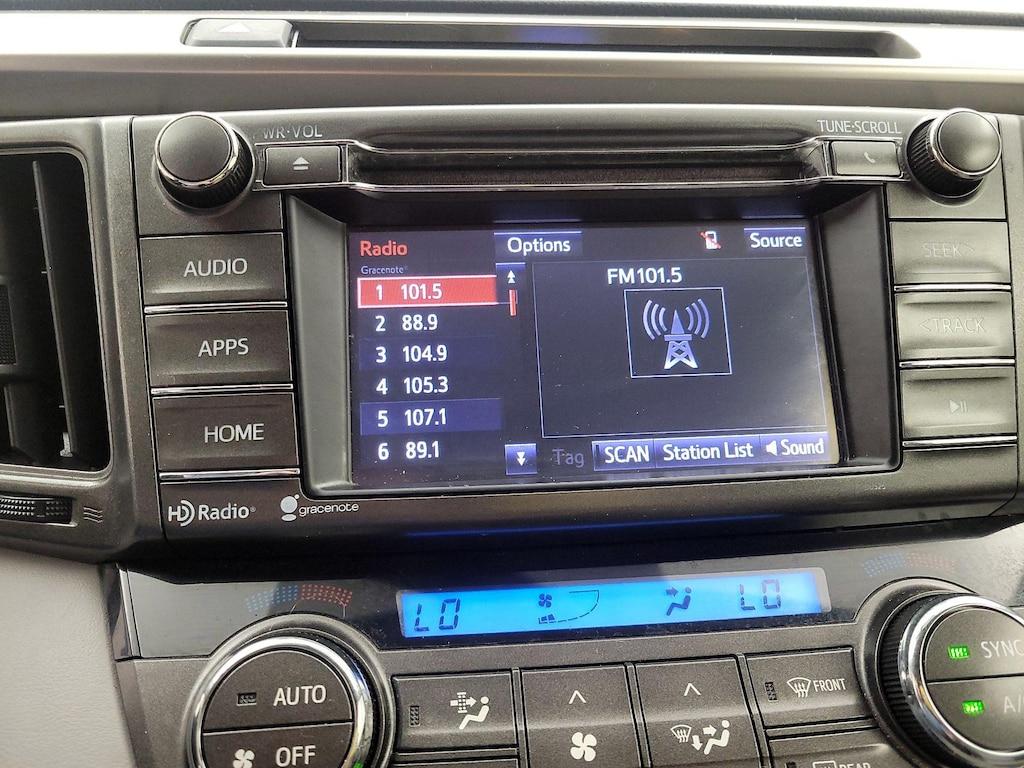 PWR·VOL
TUNE·SCROLL
AUDIO
APPS
HOME
HD Radio®
gracenote
Radio
Options
Source
Gracenote®
1 101.5
2 88.9
3 104.9
4 105.3
5 107.1
6 89.1
FM101.5
Tag
SCAN
Station List
Sound
SEEK>
<TRACK
LO
LO
AUTO
OFF
FRONT
REAR
SYNC